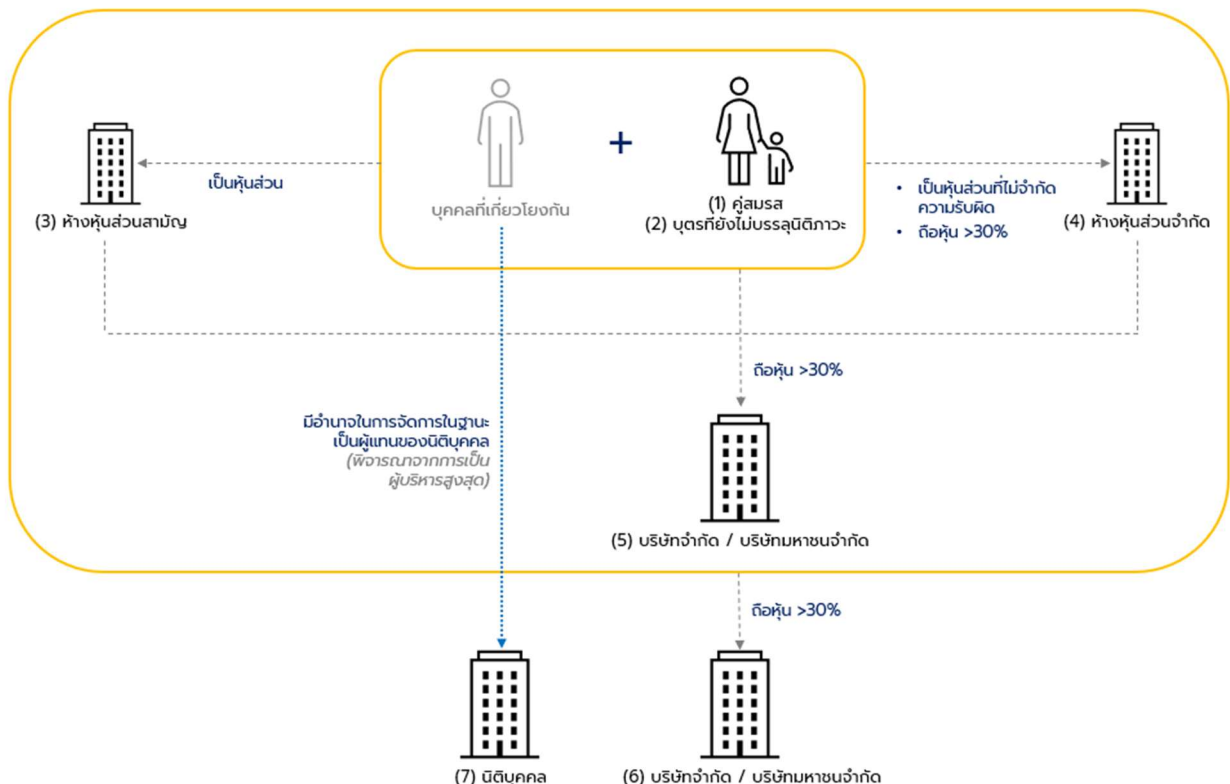 +
บุคคลที่เกี่ยวโยงกัน
(1) คู่สมรส
(2) บุตรที่ยังไม่บรรลุนิติภาวะ
เป็นหุ้นส่วน
(3) ห้างหุ้นส่วนสามัญ
• เป็นหุ้นส่วนที่ไม่จำกัด
ความรับผิด
• ถือหุ้น >30%
(4) ห้างหุ้นส่วนจำกัด
ถือหุ้น >30%
มีอำนาจในการจัดการในฐานะ
เป็นผู้แทนของนิติบุคคล
(พิจารณาจากการเป็น
ผู้บริหารสูงสุด)
(5) บริษัทจำกัด / บริษัทมหาชนจำกัด
ถือหุ้น >30%
(7) นิติบุคคล
(6) บริษัทจำกัด / บริษัทมหาชนจำกัด